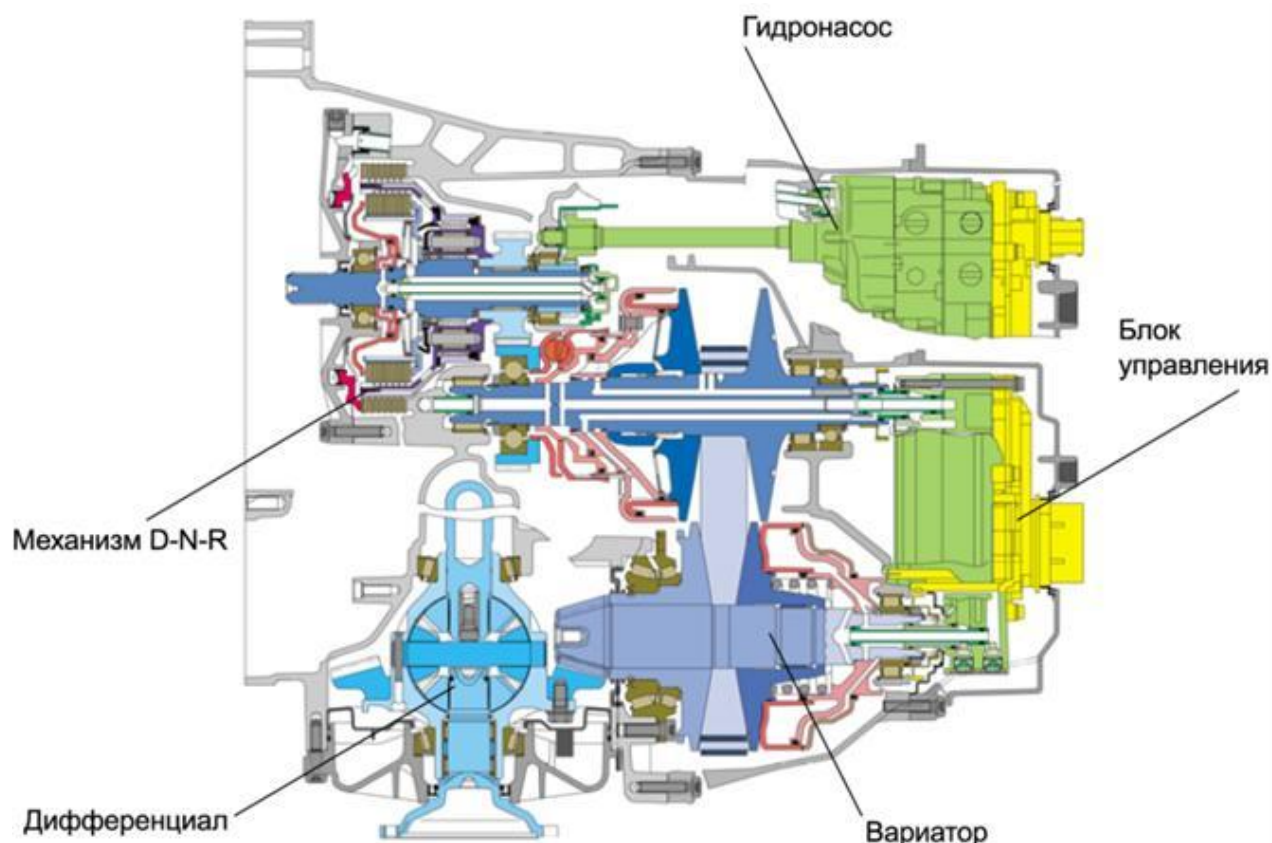 Гидронасос
Блок
управления
Механизм D-N-R
Дифференциал
Вариатор